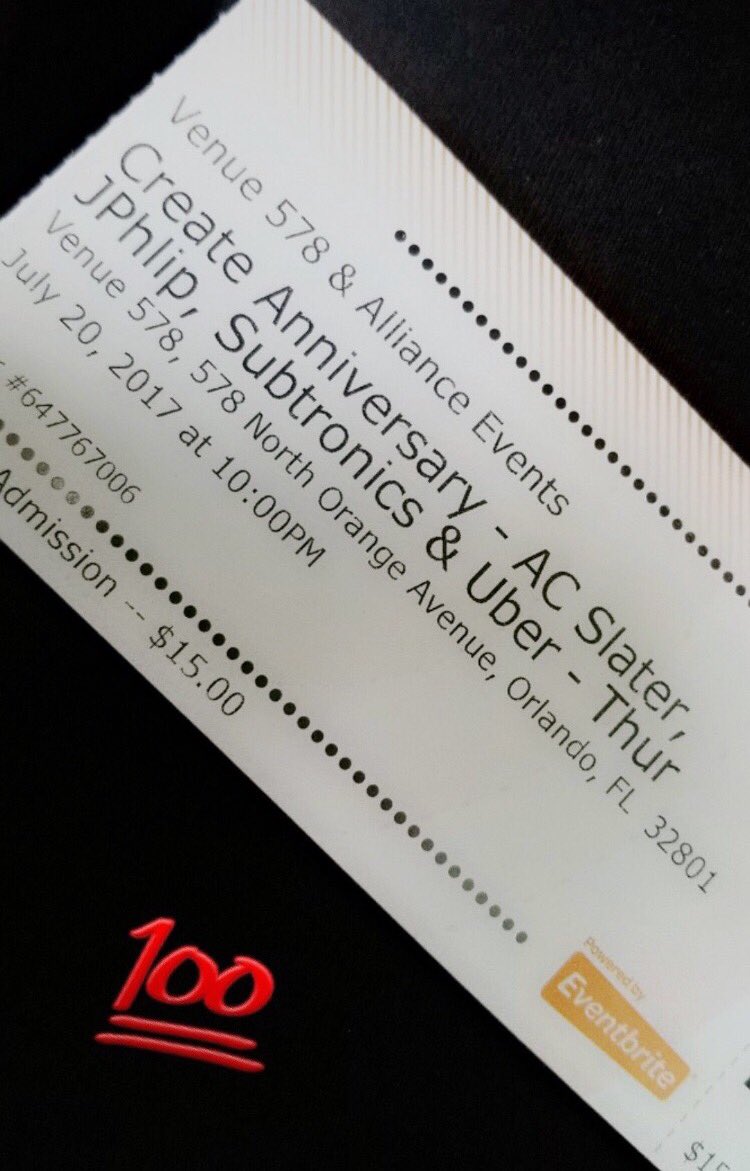 Venue 578 & Alliance Events
Create Anniversary - AC Slater,
JPhlip, Subtronics & Uber - Thur
Venue 578, 578 North Orange Avenue, Orlando, FL 32801
July 20, 2017 at 10:00PM
#647767006
Admission -- $15.00
Powered by
Eventbrite
100